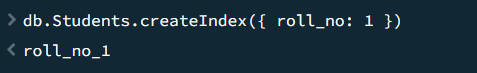 > db.Students.createIndex({ roll_no: 1 })
< roll_no_1